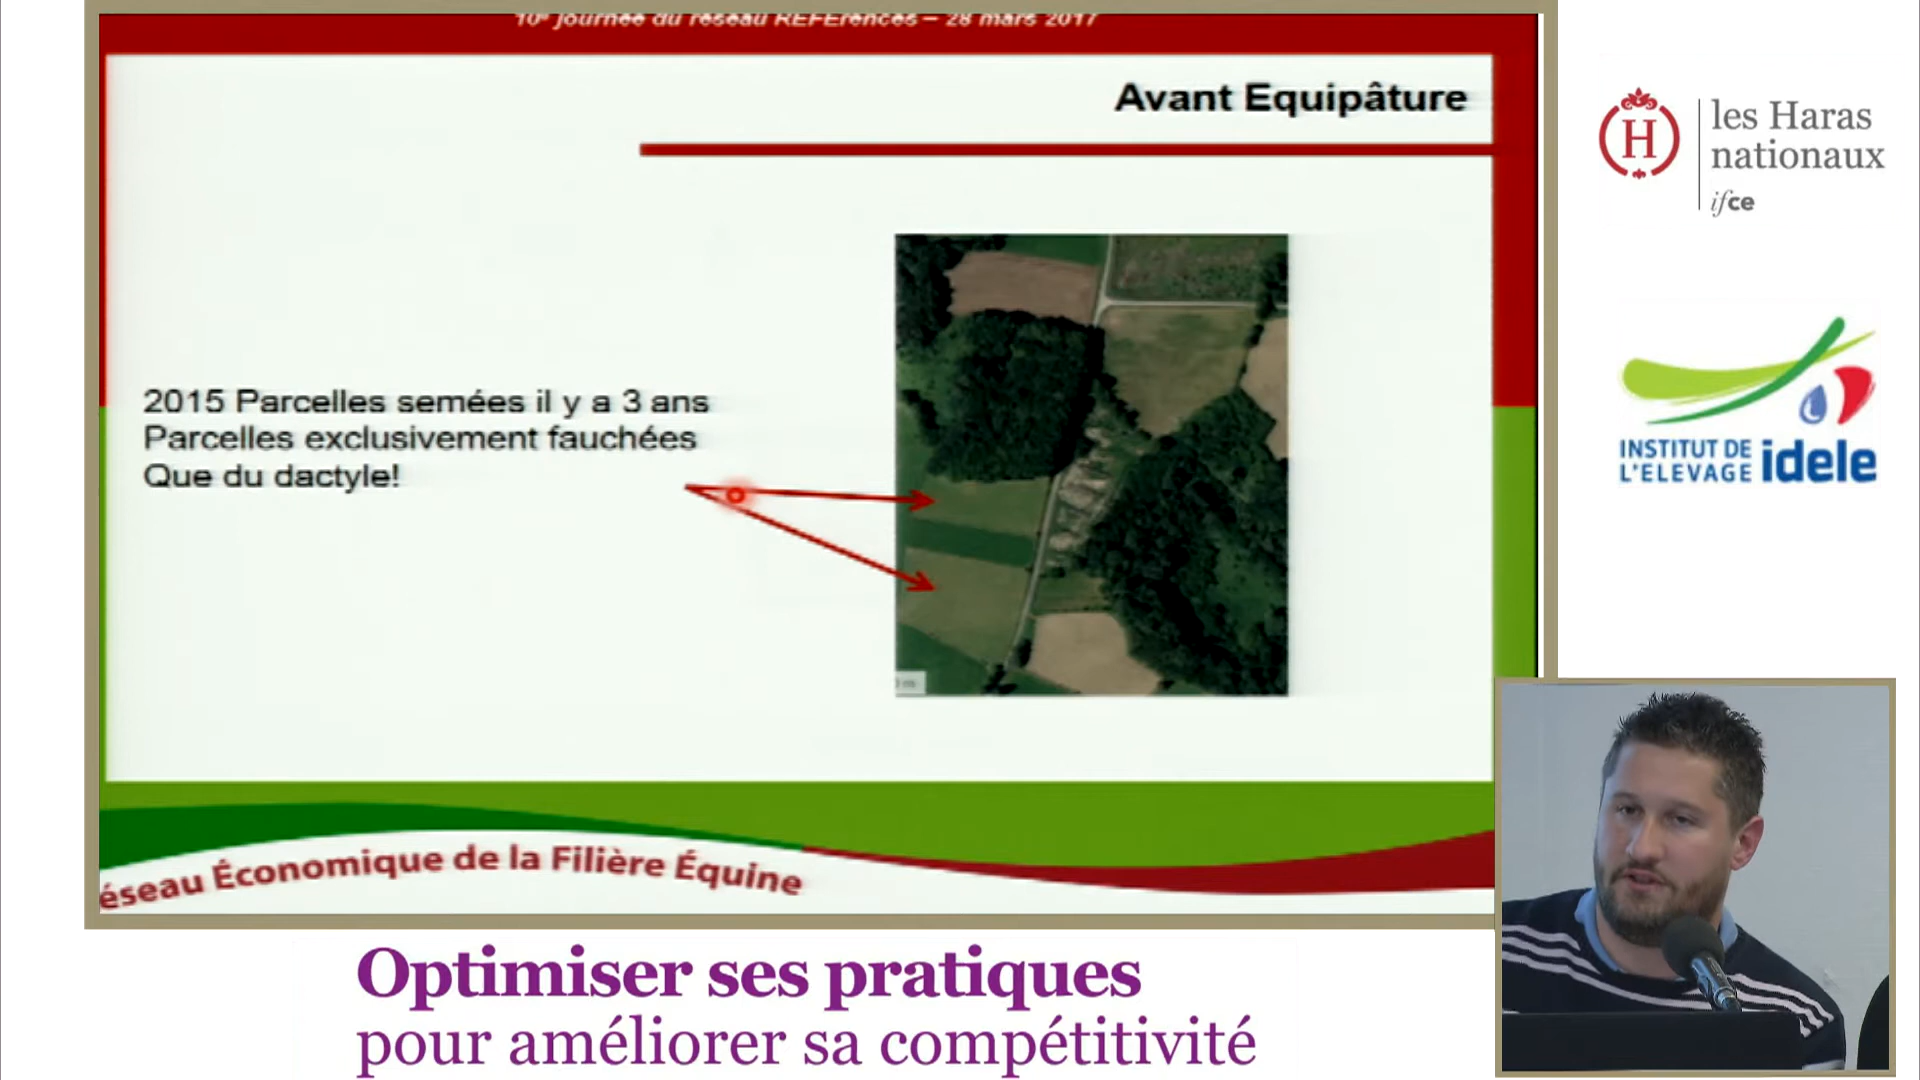 10e journée du réseau REFErences – 28 mars 2017
Avant Equipâture
2015 Parcelles semées il y a 3 ans
Parcelles exclusivement fauchées
Que du dactyle!
éseau Économique de la Filière Équine
les Haras
nationaux
ifce
INSTITUT DE
L'ELEVAGE idele
Optimiser ses pratiques
pour améliorer sa compétitivité